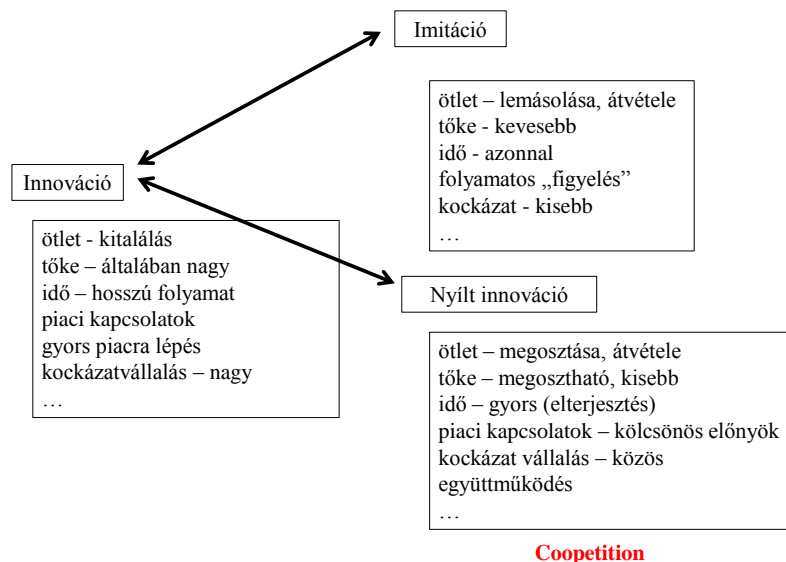 Imitáció
ötlet – lemásolása, átvétele
tőke - kevesebb
idő - azonnal
folyamatos „figyelés”
kockázat - kisebb
…
Innováció
ötlet - kitalálás
tőke – általában nagy
idő – hosszú folyamat
piaci kapcsolatok
gyors piacra lépés
kockázatvállalás – nagy
…
Nyílt innováció
ötlet – megosztása, átvétele
tőke – megosztható, kisebb
idő – gyors (elterjesztés)
piaci kapcsolatok – kölcsönös előnyök
kockázat vállalás – közös
együttműködés
…
Coopetition